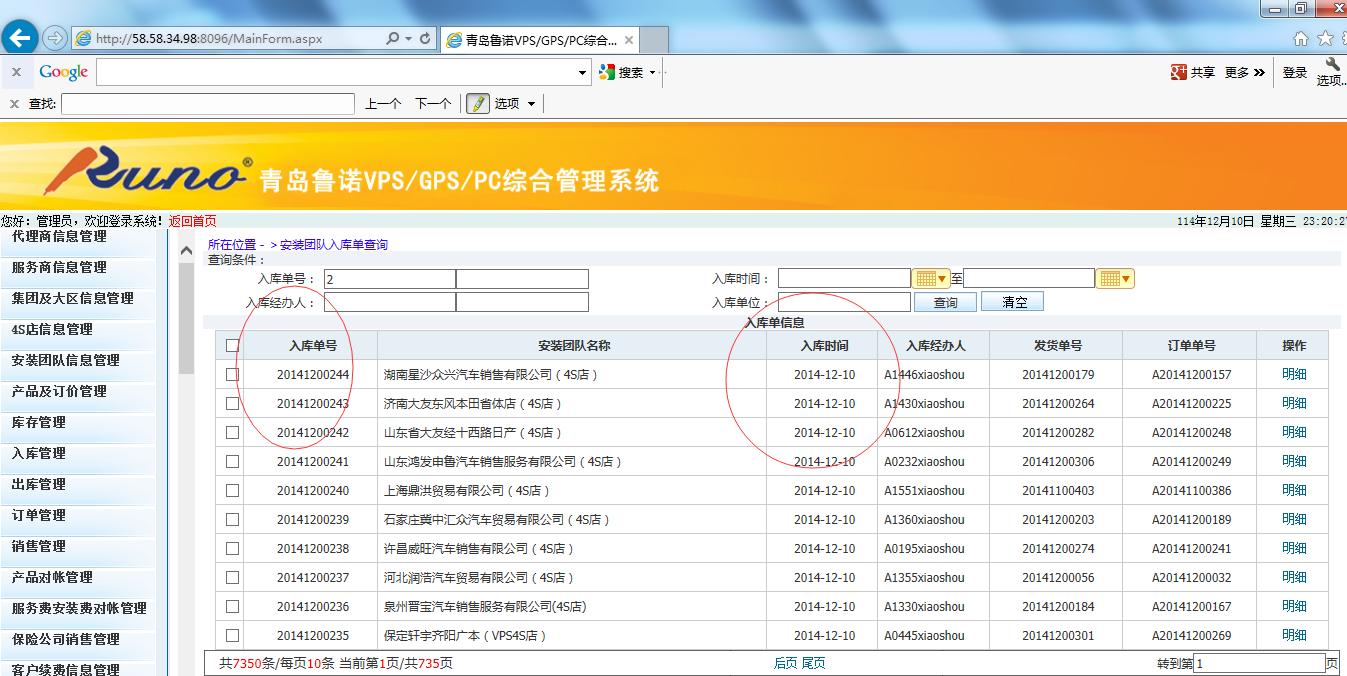 http://58.58.34.98:8096/MainForm.aspx
青岛鲁诺VPS/GPS/PC综合...
x Google 搜索 共享 更多 » 登录 选项..
x 查找: 上一个 下一个 选项
Runo® 青岛鲁诺VPS/GPS/PC综合管理系统
您好：管理员，欢迎登录系统！返回首页 114年12月10日 星期三 23:20:27
代理商信息管理
服务商信息管理
集团及大区信息管理
4S店信息管理
安装团队信息管理
产品及订价管理
库存管理
入库管理
出库管理
订单管理
销售管理
产品对帐管理
服务费安装费对帐管理
保险公司销售管理
客户续费信息管理
所在位置 - > 安装团队入库单查询
查询条件：
入库单号： 2 入库时间： 至
入库经办人： 入库单位： 查询 清空
入库单信息
入库单号 安装团队名称 入库时间 入库经办人 发货单号 订单单号 操作
20141200244 湖南星沙众兴汽车销售有限公司（4S店） 2014-12-10 A1446xiaoshou 20141200179 A20141200157 明细
20141200243 济南大友东风本田省体店（4S店） 2014-12-10 A1430xiaoshou 20141200264 A20141200225 明细
20141200242 山东省大友经十西路日产（4S店） 2014-12-10 A0612xiaoshou 20141200282 A20141200248 明细
20141200241 山东鸿发申鲁汽车销售服务有限公司（4S店） 2014-12-10 A0232xiaoshou 20141200306 A20141200249 明细
20141200240 上海鼎洪贸易有限公司（4S店） 2014-12-10 A1551xiaoshou 20141100403 A20141100386 明细
20141200239 石家庄冀中汇众汽车贸易有限公司（4S店） 2014-12-10 A1360xiaoshou 20141200203 A20141200189 明细
20141200238 许昌威旺汽车销售有限公司（4S店） 2014-12-10 A0195xiaoshou 20141200274 A20141200241 明细
20141200237 河北润浩汽车贸易有限公司（4S店） 2014-12-10 A1355xiaoshou 20141200056 A20141200032 明细
20141200236 泉州晋宝汽车销售服务有限公司(4S店) 2014-12-10 A1330xiaoshou 20141200184 A20141200167 明细
20141200235 保定轩宇齐阳广本（VPS4S店） 2014-12-10 A0445xiaoshou 20141200301 A20141200269 明细
共7350条/每页10条 当前第1页/共735页 后页 尾页 转到第 1 页